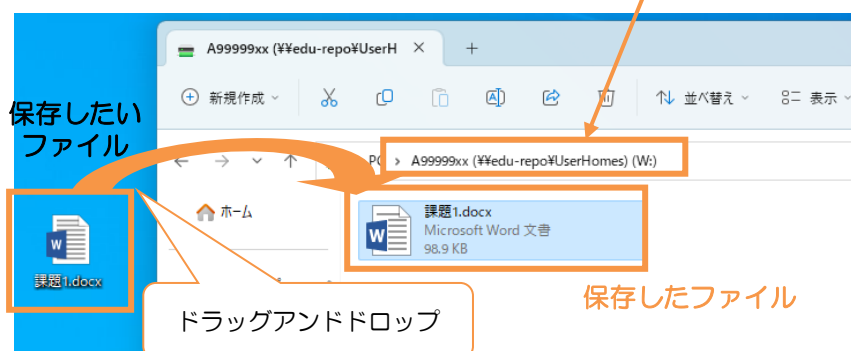 A99999xx (¥¥edu-repo¥UserH
新規作成
並べ替え
表示
保存したい
ファイル
A99999xx (¥¥edu-repo¥UserHomes) (W:)
ホーム
課題1.docx
Microsoft Word 文書
98.9 KB
課題1.docx
保存したファイル
ドラッグアンドドロップ